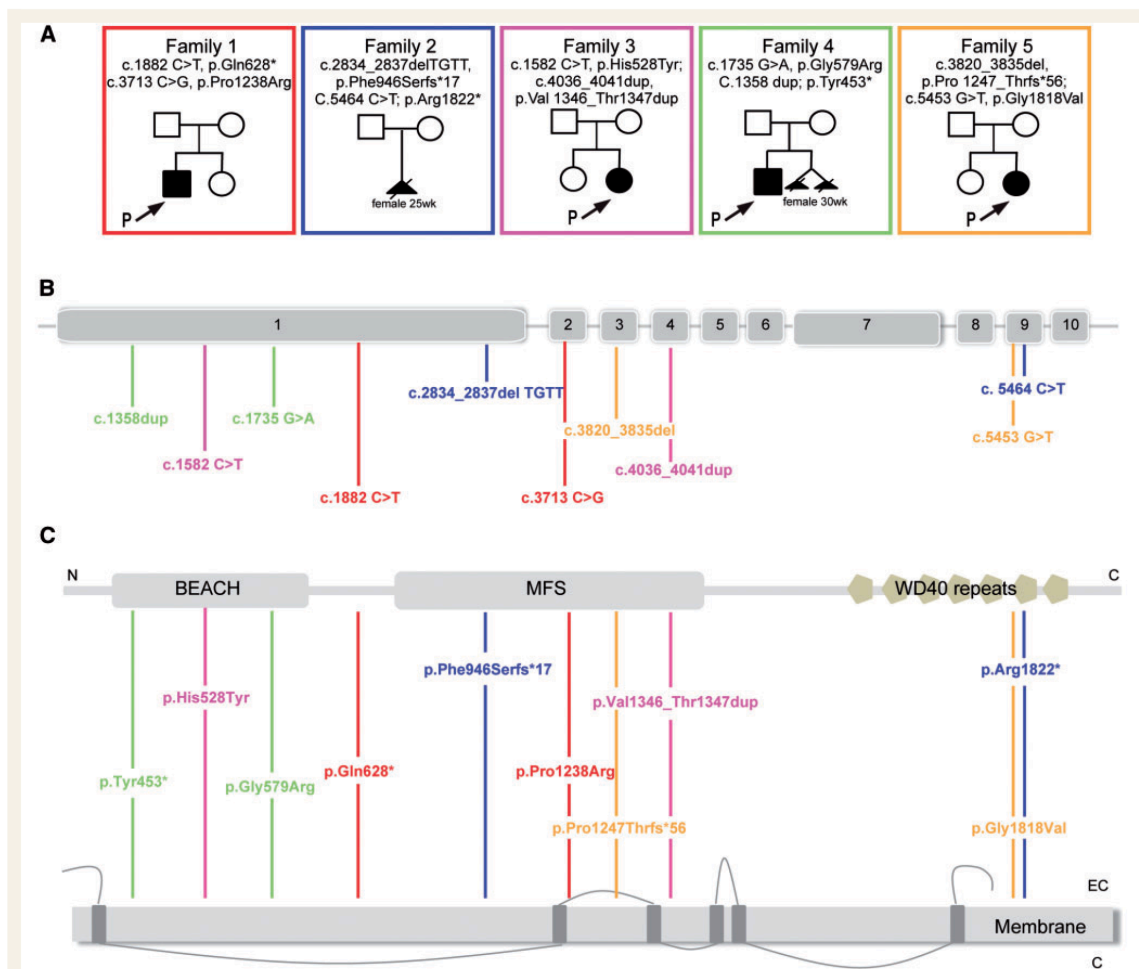 A
Family 1
c.1882 C>T, p.Gln628*
c.3713 C>G, p.Pro1238Arg
P
Family 2
c.2834_2837delTGTT,
p.Phe946Serfs*17
C.5464 C>T; p.Arg1822*
female 25wk
Family 3
c.1582 C>T, p.His528Tyr;
c.4036_4041dup,
p.Val 1346_Thr1347dup
P
Family 4
c.1735 G>A, p.Gly579Arg
C.1358 dup; p.Tyr453*
female 30wk
P
Family 5
c.3820_3835del,
p.Pro 1247_Thrfs*56;
c.5453 G>T, p.Gly1818Val
P
B
1 2 3 4 5 6 7 8 9 10
c.2834_2837del TGTT
c. 5464 C>T
c.1358dup
c.1735 G>A
c.3820_3835del
c.5453 G>T
c.1582 C>T
c.4036_4041dup
c.1882 C>T
c.3713 C>G
C
N
BEACH
MFS
WD40 repeats
C
p.Phe946Serfs*17
p.Arg1822*
p.His528Tyr
p.Val1346_Thr1347dup
p.Tyr453*
p.Gly579Arg
p.Gln628*
p.Pro1238Arg
p.Pro1247Thrfs*56
p.Gly1818Val
EC
Membrane
C